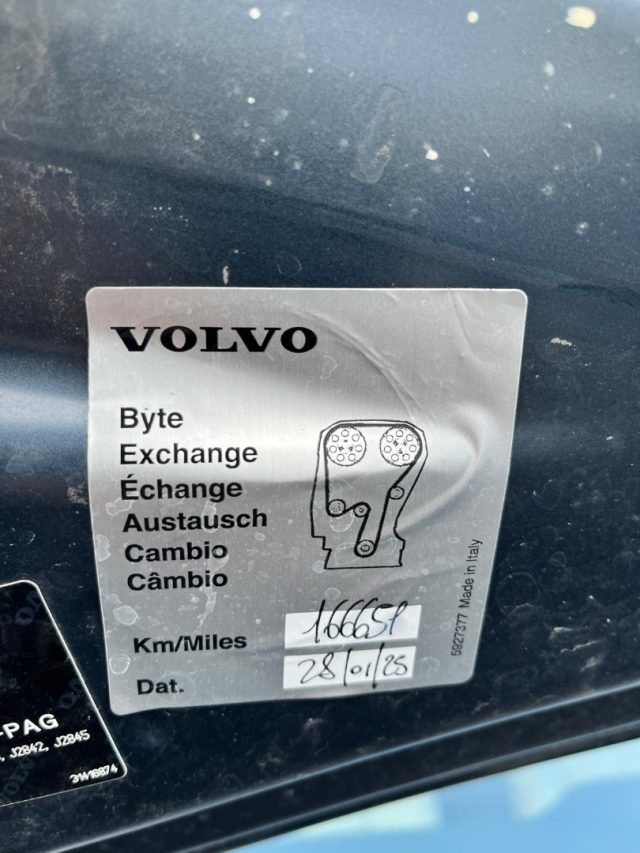 VOLVO
Byte
Exchange
Échange
Austausch
Cambio
Câmbio
Km/Miles
Dat. 28/01/25
5927377 Made in Italy
-PAG
, J2842, J2845